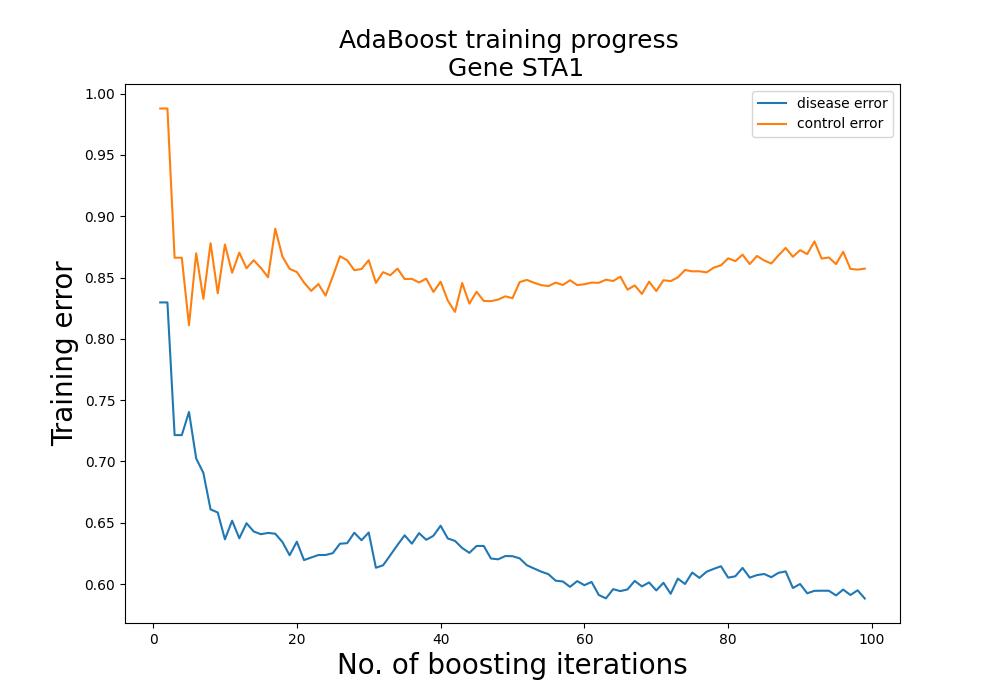 AdaBoost training progress
Gene STA1
disease error
control error
Training error
1.00
0.95
0.90
0.85
0.80
0.75
0.70
0.65
0.60
0
20
40
60
80
100
No. of boosting iterations